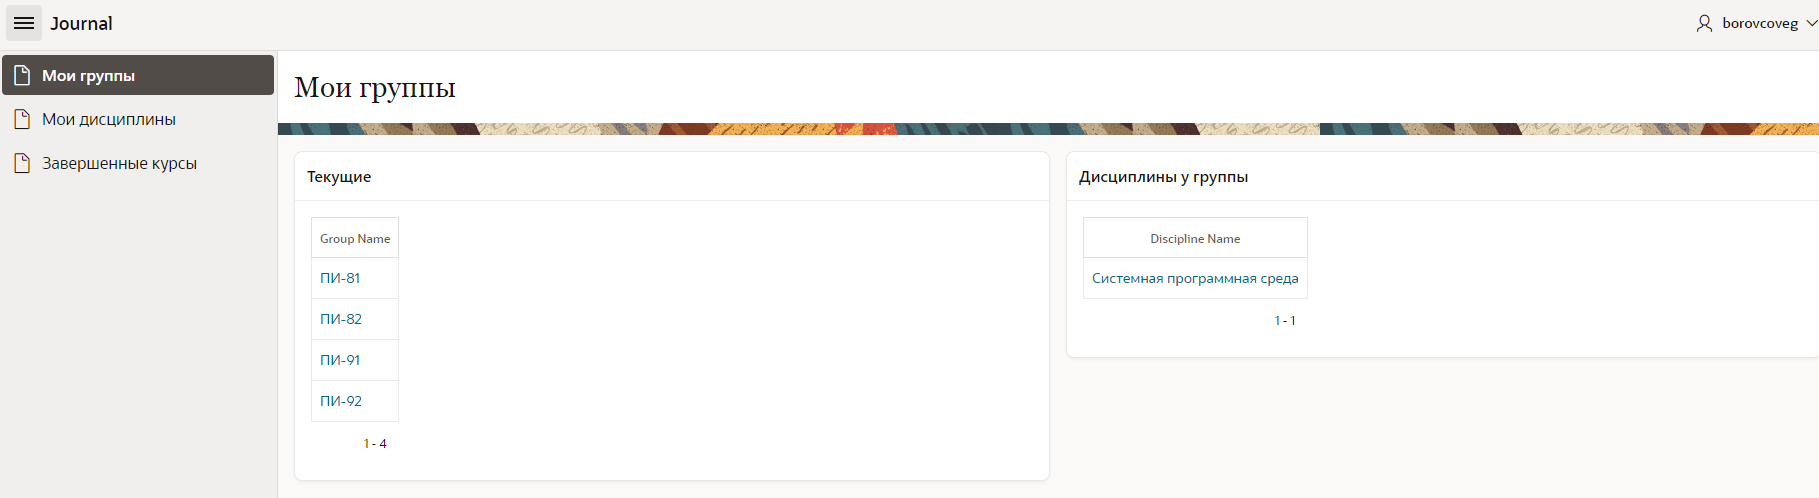 Journal
borovcoveg
Мои группы
Мои дисциплины
Завершенные курсы
Мои группы
Текущие
Group Name
ПИ-81
ПИ-82
ПИ-91
ПИ-92
1 - 4
Дисциплины у группы
Discipline Name
Системная программная среда
1 - 1